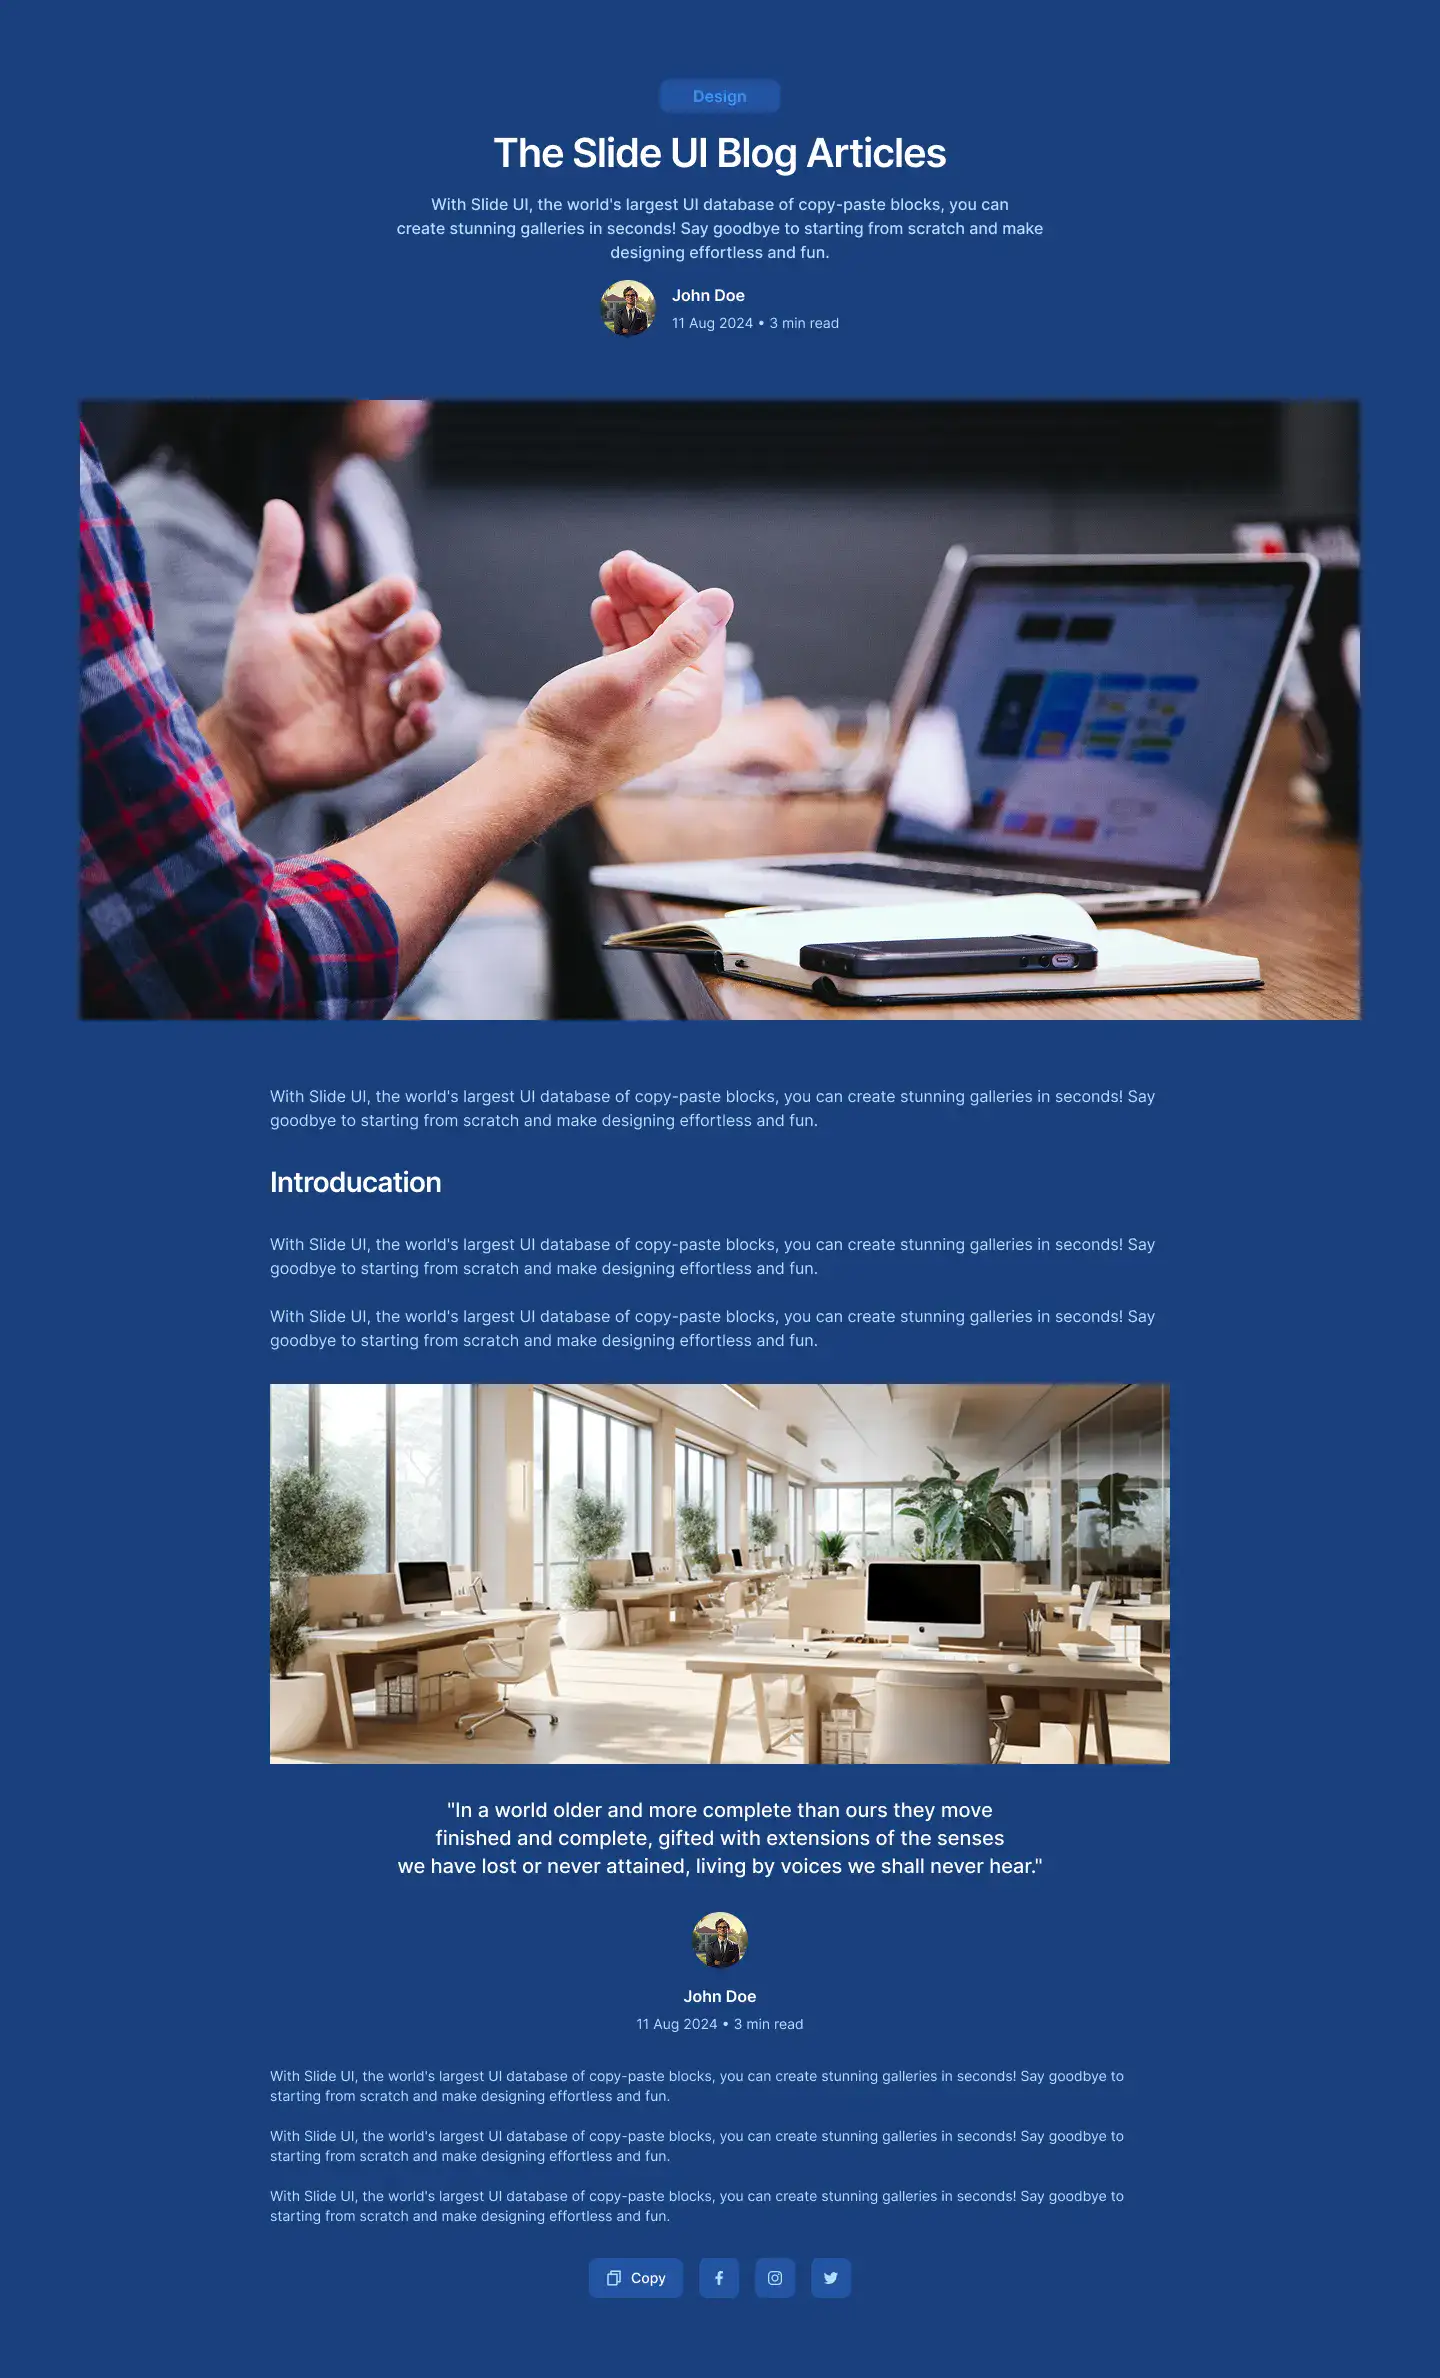 Design
The Slide UI Blog Articles
With Slide UI, the world's largest UI database of copy-paste blocks, you can
create stunning galleries in seconds! Say goodbye to starting from scratch and make
designing effortless and fun.
John Doe
11 Aug 2024 • 3 min read
With Slide UI, the world's largest UI database of copy-paste blocks, you can create stunning galleries in seconds! Say
goodbye to starting from scratch and make designing effortless and fun.
Introducation
With Slide UI, the world's largest UI database of copy-paste blocks, you can create stunning galleries in seconds! Say
goodbye to starting from scratch and make designing effortless and fun.
With Slide UI, the world's largest UI database of copy-paste blocks, you can create stunning galleries in seconds! Say
goodbye to starting from scratch and make designing effortless and fun.
"In a world older and more complete than ours they move
finished and complete, gifted with extensions of the senses
we have lost or never attained, living by voices we shall never hear."
John Doe
11 Aug 2024 • 3 min read
With Slide UI, the world's largest UI database of copy-paste blocks, you can create stunning galleries in seconds! Say goodbye to
starting from scratch and make designing effortless and fun.
With Slide UI, the world's largest UI database of copy-paste blocks, you can create stunning galleries in seconds! Say goodbye to
starting from scratch and make designing effortless and fun.
With Slide UI, the world's largest UI database of copy-paste blocks, you can create stunning galleries in seconds! Say goodbye to
starting from scratch and make designing effortless and fun.
Copy